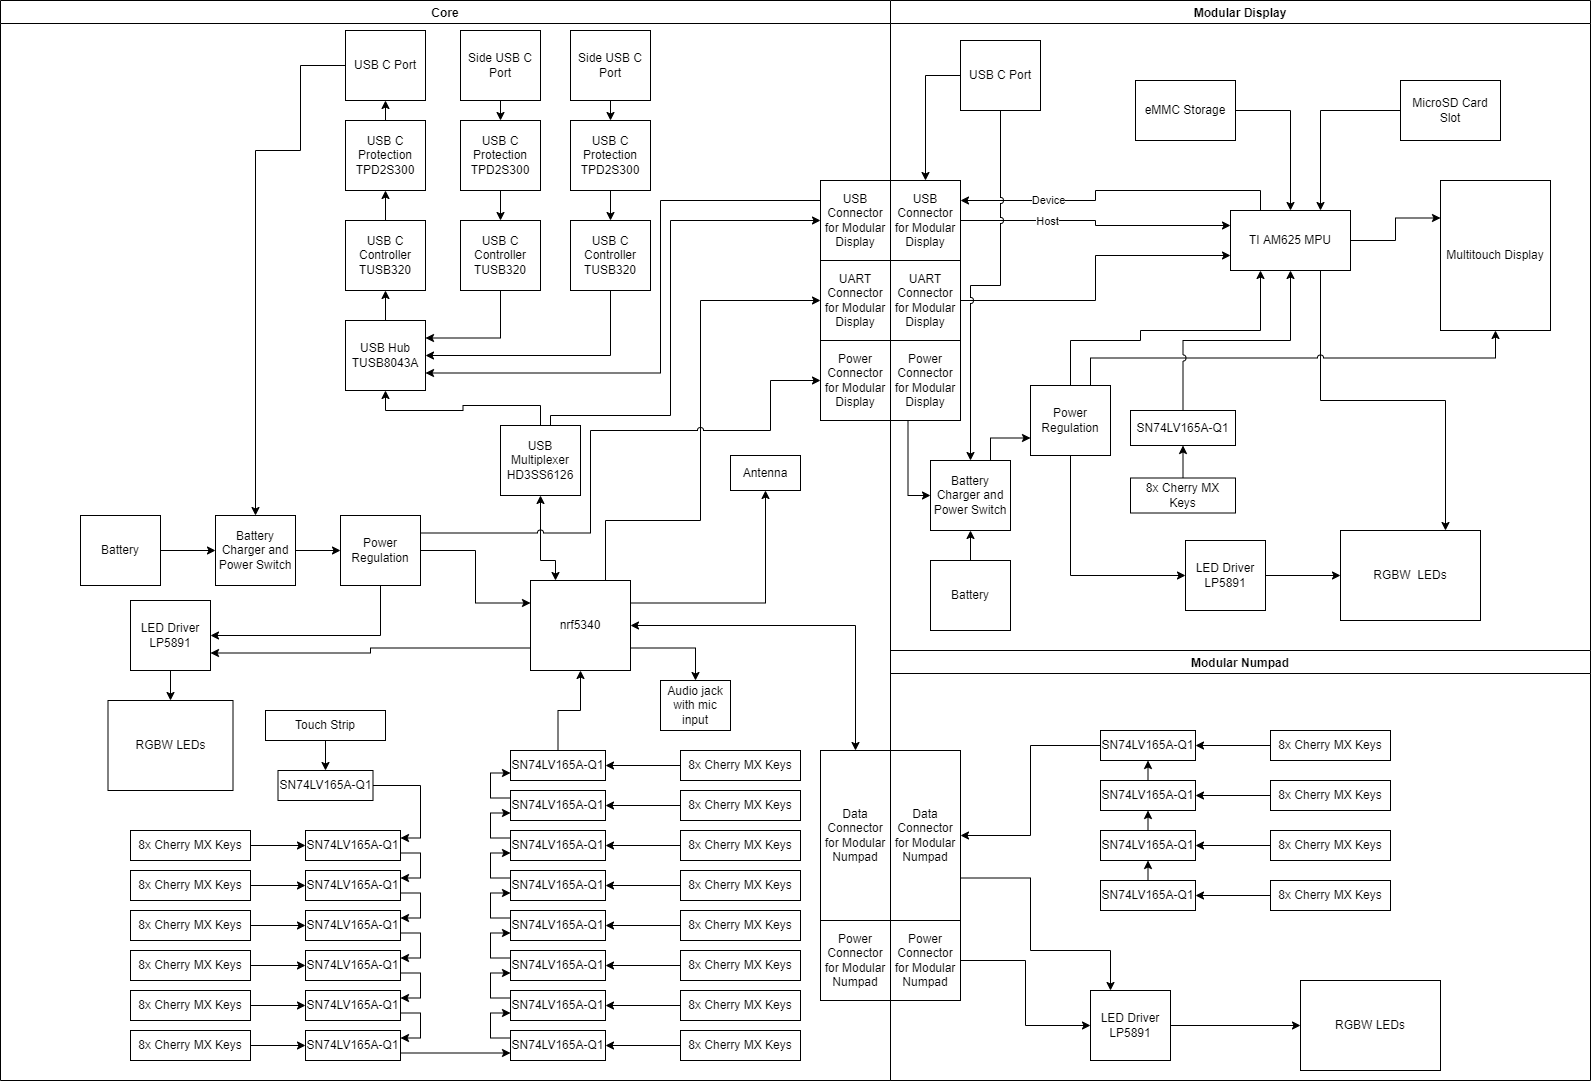 Core
USB C Port
Side USB C
Port
Side USB C
Port
USB C
Protection
TPD2S300
USB C
Protection
TPD2S300
USB C
Protection
TPD2S300
USB C
Controller
TUSB320
USB C
Controller
TUSB320
USB C
Controller
TUSB320
USB Hub
TUSB8043A
USB
Multiplexer
HD3SS6126
Antenna
Battery
Battery
Charger and
Power Switch
Power
Regulation
LED Driver
LP5891
nrf5340
Audio jack
with mic
input
RGBW LEDs
Touch Strip
SN74LV165A-Q1
8x Cherry MX Keys
SN74LV165A-Q1
8x Cherry MX Keys
SN74LV165A-Q1
8x Cherry MX Keys
SN74LV165A-Q1
8x Cherry MX Keys
SN74LV165A-Q1
8x Cherry MX Keys
SN74LV165A-Q1
8x Cherry MX Keys
SN74LV165A-Q1
SN74LV165A-Q1
8x Cherry MX Keys
SN74LV165A-Q1
8x Cherry MX Keys
SN74LV165A-Q1
8x Cherry MX Keys
SN74LV165A-Q1
8x Cherry MX Keys
SN74LV165A-Q1
8x Cherry MX Keys
SN74LV165A-Q1
8x Cherry MX Keys
SN74LV165A-Q1
8x Cherry MX Keys
SN74LV165A-Q1
8x Cherry MX Keys
USB
Connector
for Modular
Display
UART
Connector
for Modular
Display
Power
Connector
for Modular
Display
Data
Connector
for Modular
Numpad
Power
Connector
for Modular
Numpad
Modular Display
USB C Port
eMMC Storage
MicroSD Card
Slot
USB
Connector
for Modular
Display
UART
Connector
for Modular
Display
Power
Connector
for Modular
Display
Device
Host
TI AM625 MPU
Multitouch Display
Power
Regulation
SN74LV165A-Q1
8x Cherry MX
Keys
Battery
Charger and
Power Switch
Battery
LED Driver
LP5891
RGBW LEDs
Modular Numpad
Data
Connector
for Modular
Numpad
Power
Connector
for Modular
Numpad
SN74LV165A-Q1
8x Cherry MX Keys
SN74LV165A-Q1
8x Cherry MX Keys
SN74LV165A-Q1
8x Cherry MX Keys
SN74LV165A-Q1
8x Cherry MX Keys
LED Driver
LP5891
RGBW LEDs